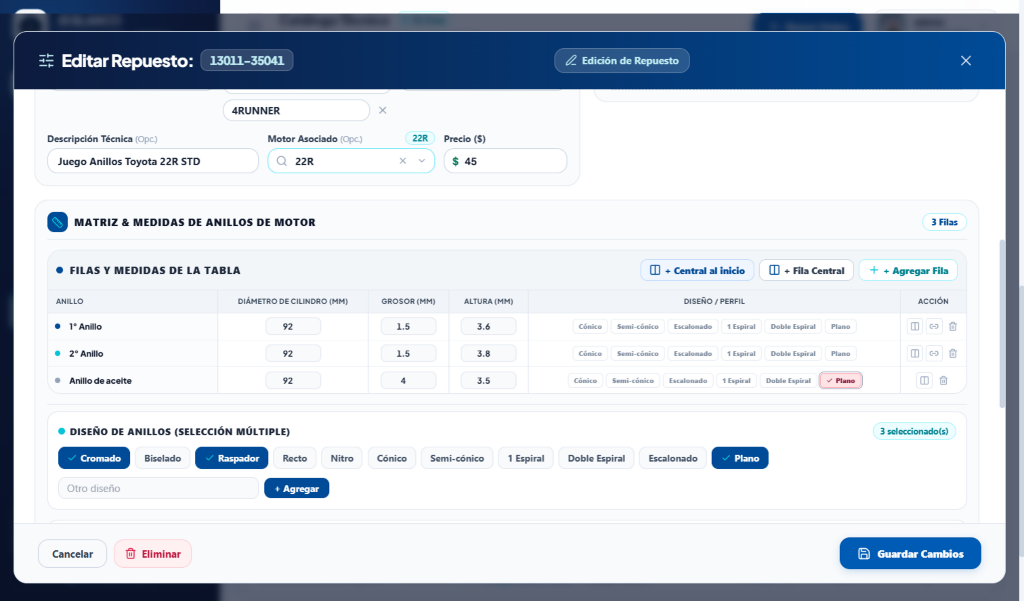 Editar Repuesto: 13011-35041
Edición de Repuesto
4RUNNER
Descripción Técnica (Opc.)
Motor Asociado (Opc.) 22R
Precio ($)
Juego Anillos Toyota 22R STD
22R
$ 45
MATRIZ & MEDIDAS DE ANILLOS DE MOTOR
3 Filas
FILAS Y MEDIDAS DE LA TABLA
+ Central al inicio
+ Fila Central
+ Agregar Fila
ANILLO DIÁMETRO DE CILINDRO (MM) GROSOR (MM) ALTURA (MM) DISEÑO / PERFIL ACCIÓN
1° Anillo 92 1.5 3.6 Cónico Semi-cónico Escalonado 1 Espiral Doble Espiral Plano
2° Anillo 92 1.5 3.8 Cónico Semi-cónico Escalonado 1 Espiral Doble Espiral Plano
Anillo de aceite 92 4 3.5 Cónico Semi-cónico Escalonado 1 Espiral Doble Espiral ✓ Plano
DISEÑO DE ANILLOS (SELECCIÓN MÚLTIPLE)
3 seleccionado(s)
✓ Cromado Biselado ✓ Raspador Recto Nitro Cónico Semi-cónico 1 Espiral Doble Espiral Escalonado ✓ Plano
Otro diseño + Agregar
Cancelar Eliminar Guardar Cambios